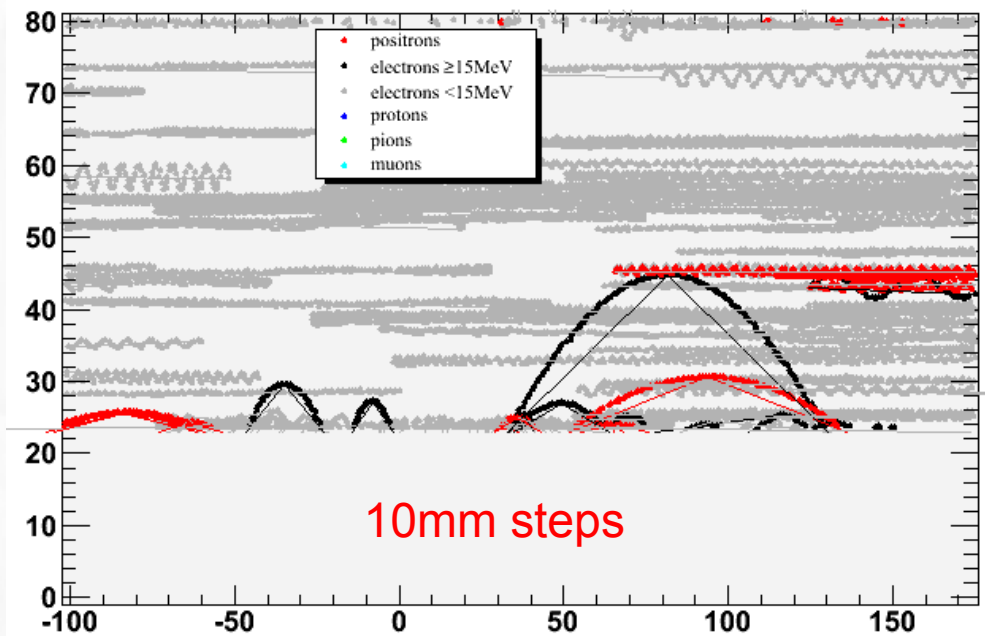 80
70
60
50
40
30
20
10
0
positrons
electrons ≥15MeV
electrons <15MeV
protons
pions
muons
10mm steps
-100 -50 0 50 100 150